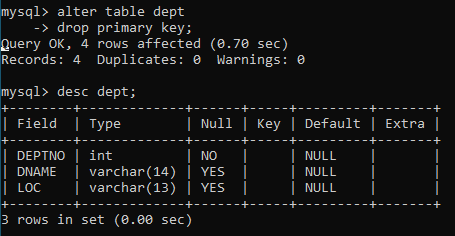 mysql> alter table dept
    -> drop primary key;
Query OK, 4 rows affected (0.70 sec)
Records: 4  Duplicates: 0  Warnings: 0

mysql> desc dept;
+--------+-------------+------+-----+---------+-------+
| Field  | Type        | Null | Key | Default | Extra |
+--------+-------------+------+-----+---------+-------+
| DEPTNO | int         | NO   |     | NULL    |       |
| DNAME  | varchar(14) | YES  |     | NULL    |       |
| LOC    | varchar(13) | YES  |     | NULL    |       |
+--------+-------------+------+-----+---------+-------+
3 rows in set (0.00 sec)